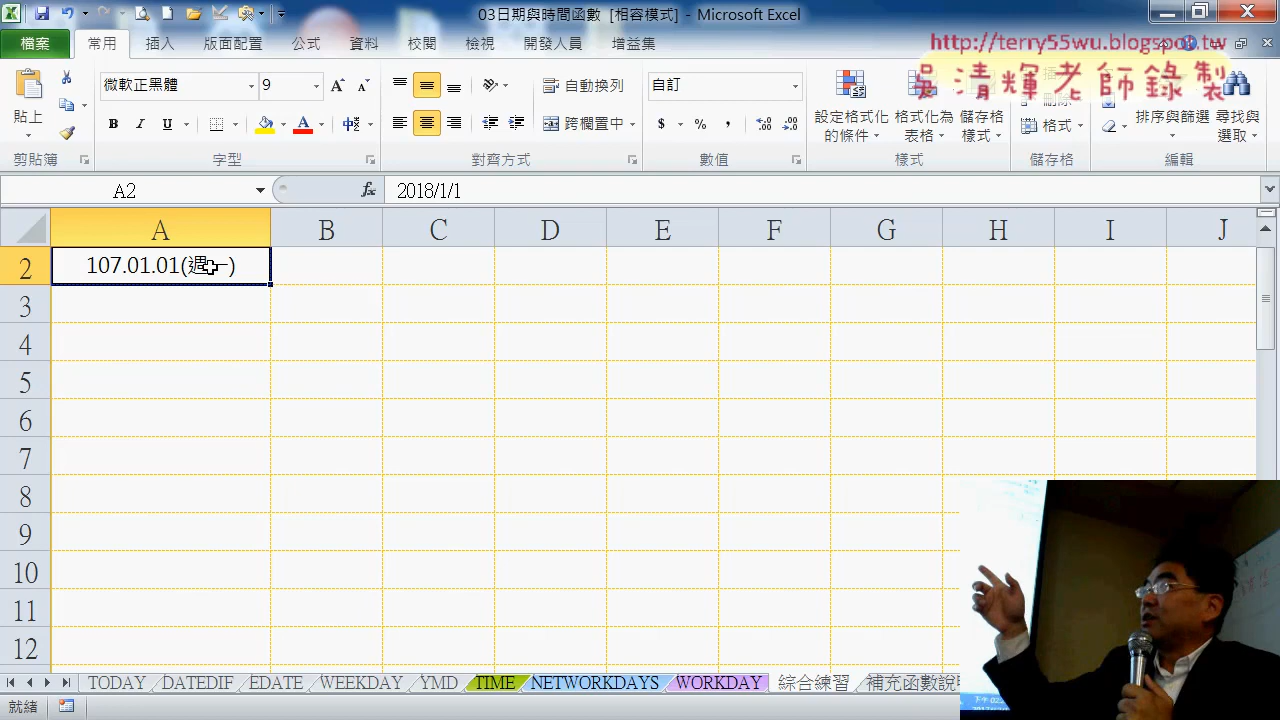 03日期與時間函數 [相容模式] - Microsoft Excel
檔案 常用 插入 版面配置 公式 資料 校閱 檢視 開發人員 增益集
http://terry55wu.blogspot.tw
吳清輝老師錄製
微軟正黑體 9 自動換列 自訂
貼上 B I U 跨欄置中 $ % , 設定格式化的條件 格式化為表格 儲存格樣式 格式 排序與篩選 尋找與選取
剪貼簿 字型 對齊方式 數值 樣式 儲存格 編輯
A2 fx 2018/1/1
A B C D E F G H I J
2 107.01.01(週一)
3
4
5
6
7
8
9
10
11
12
TODAY DATEDIF EDATE WEEKDAY YMD TIME NETWORKDAYS WORKDAY 綜合練習 補充函數說
就緒